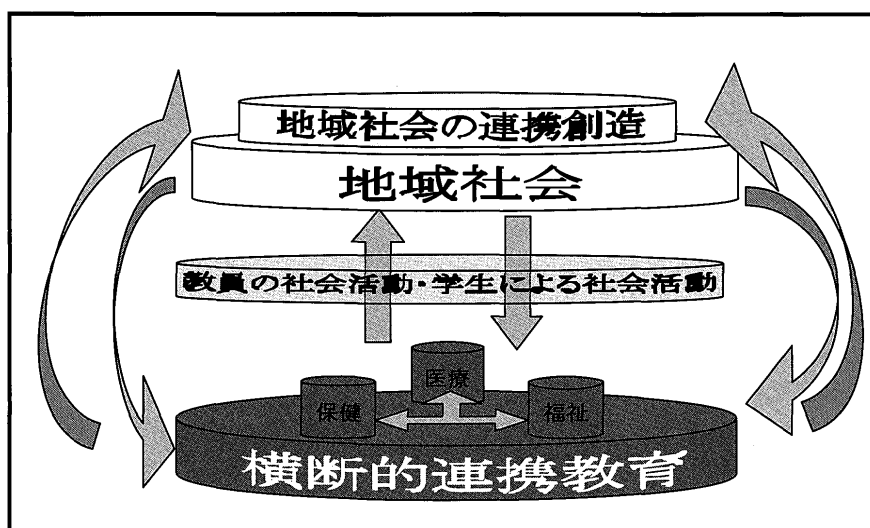 地域社会の連携創造
地域社会
教員の社会活動・学生による社会活動
医療
保健
福祉
横断的連携教育